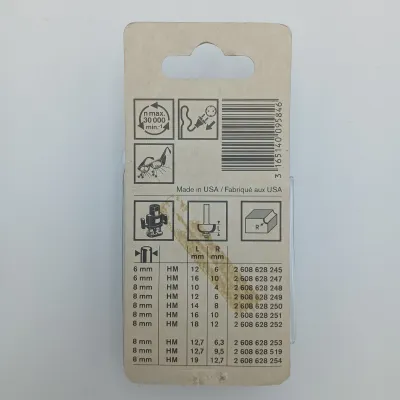 n max.
30 000
min.-1
3 165140 095846
Made in USA / Fabriqué aux USA
R
L R
mm mm
6 mm HM 12 6 2 608 628 245
6 mm HM 16 10 2 608 628 247
8 mm HM 10 4 2 608 628 248
8 mm HM 12 6 2 608 628 249
8 mm HM 14 8 2 608 628 250
8 mm HM 16 10 2 608 628 251
8 mm HM 18 12 2 608 628 252
8 mm HM 12,7 6,3 2 608 628 253
8 mm HM 12,7 9,5 2 608 628 519
8 mm HM 19 12,7 2 608 628 254